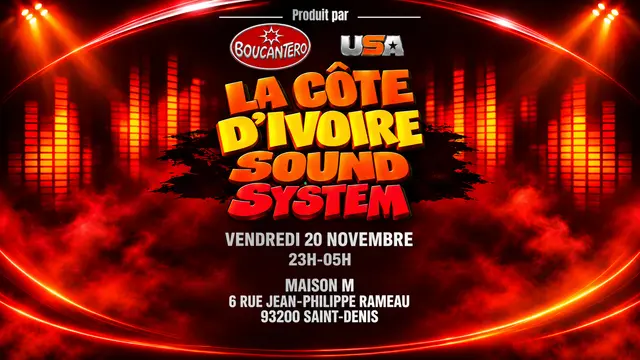 Produit par
BOUCANTERO
USA
LA CÔTE
D'IVOIRE
SOUND
SYSTEM
VENDREDI 20 NOVEMBRE
23H-05H
MAISON M
6 RUE JEAN-PHILIPPE RAMEAU
93200 SAINT-DENIS